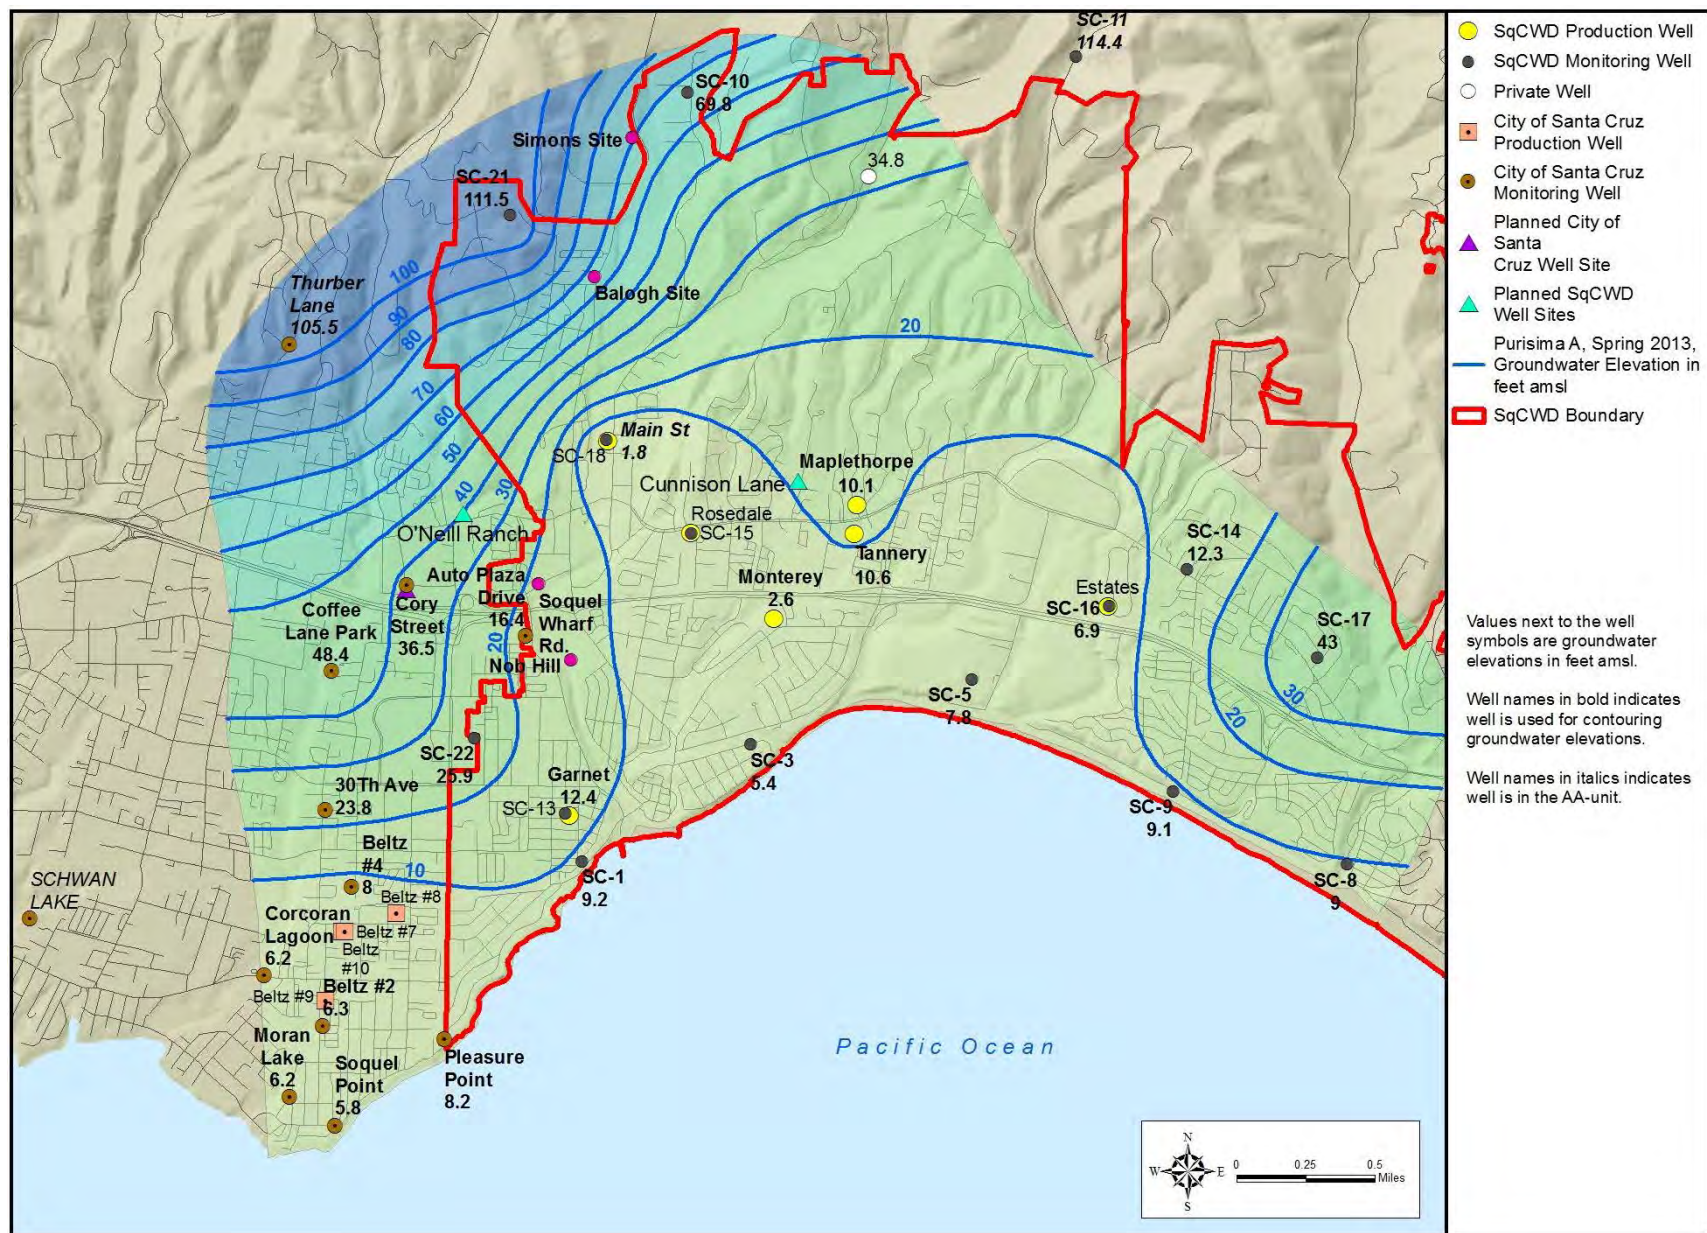 SC-11
114.4
SC-10
69.8
Simons Site
34.8
SC-21
111.5
100
Balogh Site
Thurber
Lane
105.5
90
80
20
70
60
Main St
1.8
SC-18
50
Maplethorpe
10.1
Cunnison Lane
40
30
Rosedale
SC-15
O'Neill Ranch
Tannery
10.6
SC-14
12.3
Auto Plaza
Drive
16.4
Monterey
2.6
Estates
SC-16
6.9
Coffee
Lane Park
48.4
Cory
Street
36.5
Soquel
Wharf
Rd.
Nob Hill
20
SC-17
43
30
20
SC-5
7.8
SC-22
25.9
SC-3
5.4
30Th Ave
23.8
Garnet
12.4
SC-13
SC-9
9.1
Beltz
#4
8
10
SC-1
9.2
SC-8
9
SCHWAN
LAKE
Beltz #8
Corcoran
Lagoon
6.2
Beltz #7
Beltz
#10
Beltz #9
Beltz #2
6.3
Moran
Lake
6.2
Soquel
Point
5.8
Pleasure
Point
8.2
Pacific Ocean
N
W
E
S
0
0.25
0.5
Miles
SqCWD Production Well
SqCWD Monitoring Well
Private Well
City of Santa Cruz
Production Well
City of Santa Cruz
Monitoring Well
Planned City of
Santa
Cruz Well Site
Planned SqCWD
Well Sites
Purisima A, Spring 2013,
Groundwater Elevation in
feet amsl
SqCWD Boundary
Values next to the well
symbols are groundwater
elevations in feet amsl.
Well names in bold indicates
well is used for contouring
groundwater elevations.
Well names in italics indicates
well is in the AA-unit.